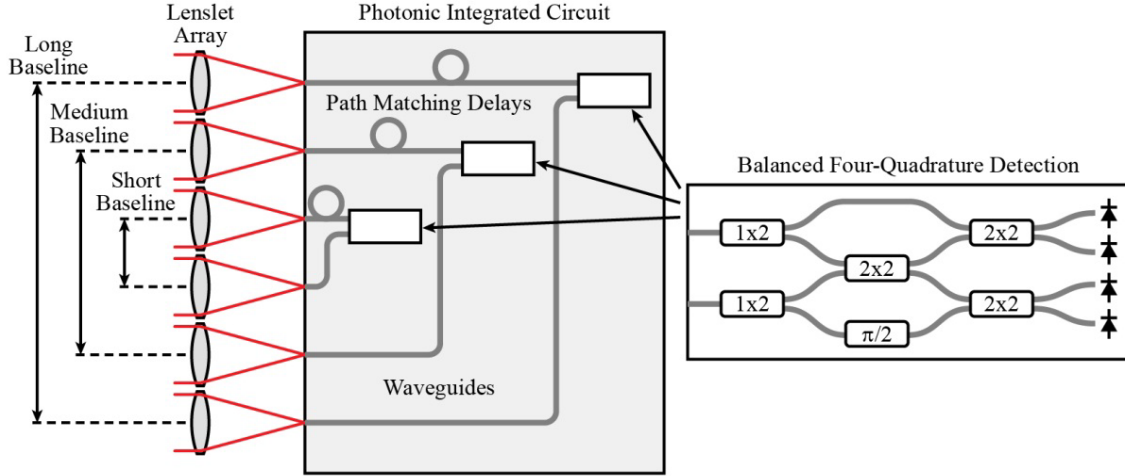 Lenslet
Array
Photonic Integrated Circuit
Long
Baseline
Path Matching Delays
Medium
Baseline
Short
Baseline
Balanced Four-Quadrature Detection
1x2
2x2
2x2
1x2
2x2
π/2
Waveguides